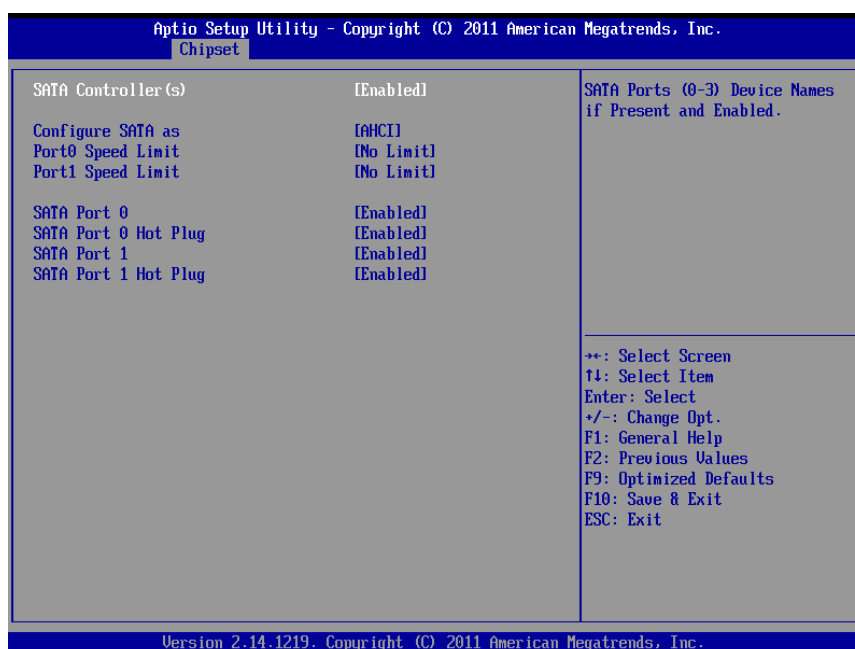 Aptio Setup Utility - Copyright (C) 2011 American Megatrends, Inc.
Chipset
SATA Controller(s) [Enabled]
Configure SATA as [AHCI]
Port0 Speed Limit [No Limit]
Port1 Speed Limit [No Limit]
SATA Port 0 [Enabled]
SATA Port 0 Hot Plug [Enabled]
SATA Port 1 [Enabled]
SATA Port 1 Hot Plug [Enabled]
SATA Ports (0-3) Device Names
if Present and Enabled.
→←: Select Screen
↑↓: Select Item
Enter: Select
+/-: Change Opt.
F1: General Help
F2: Previous Values
F9: Optimized Defaults
F10: Save & Exit
ESC: Exit
Version 2.14.1219. Copyright (C) 2011 American Megatrends, Inc.